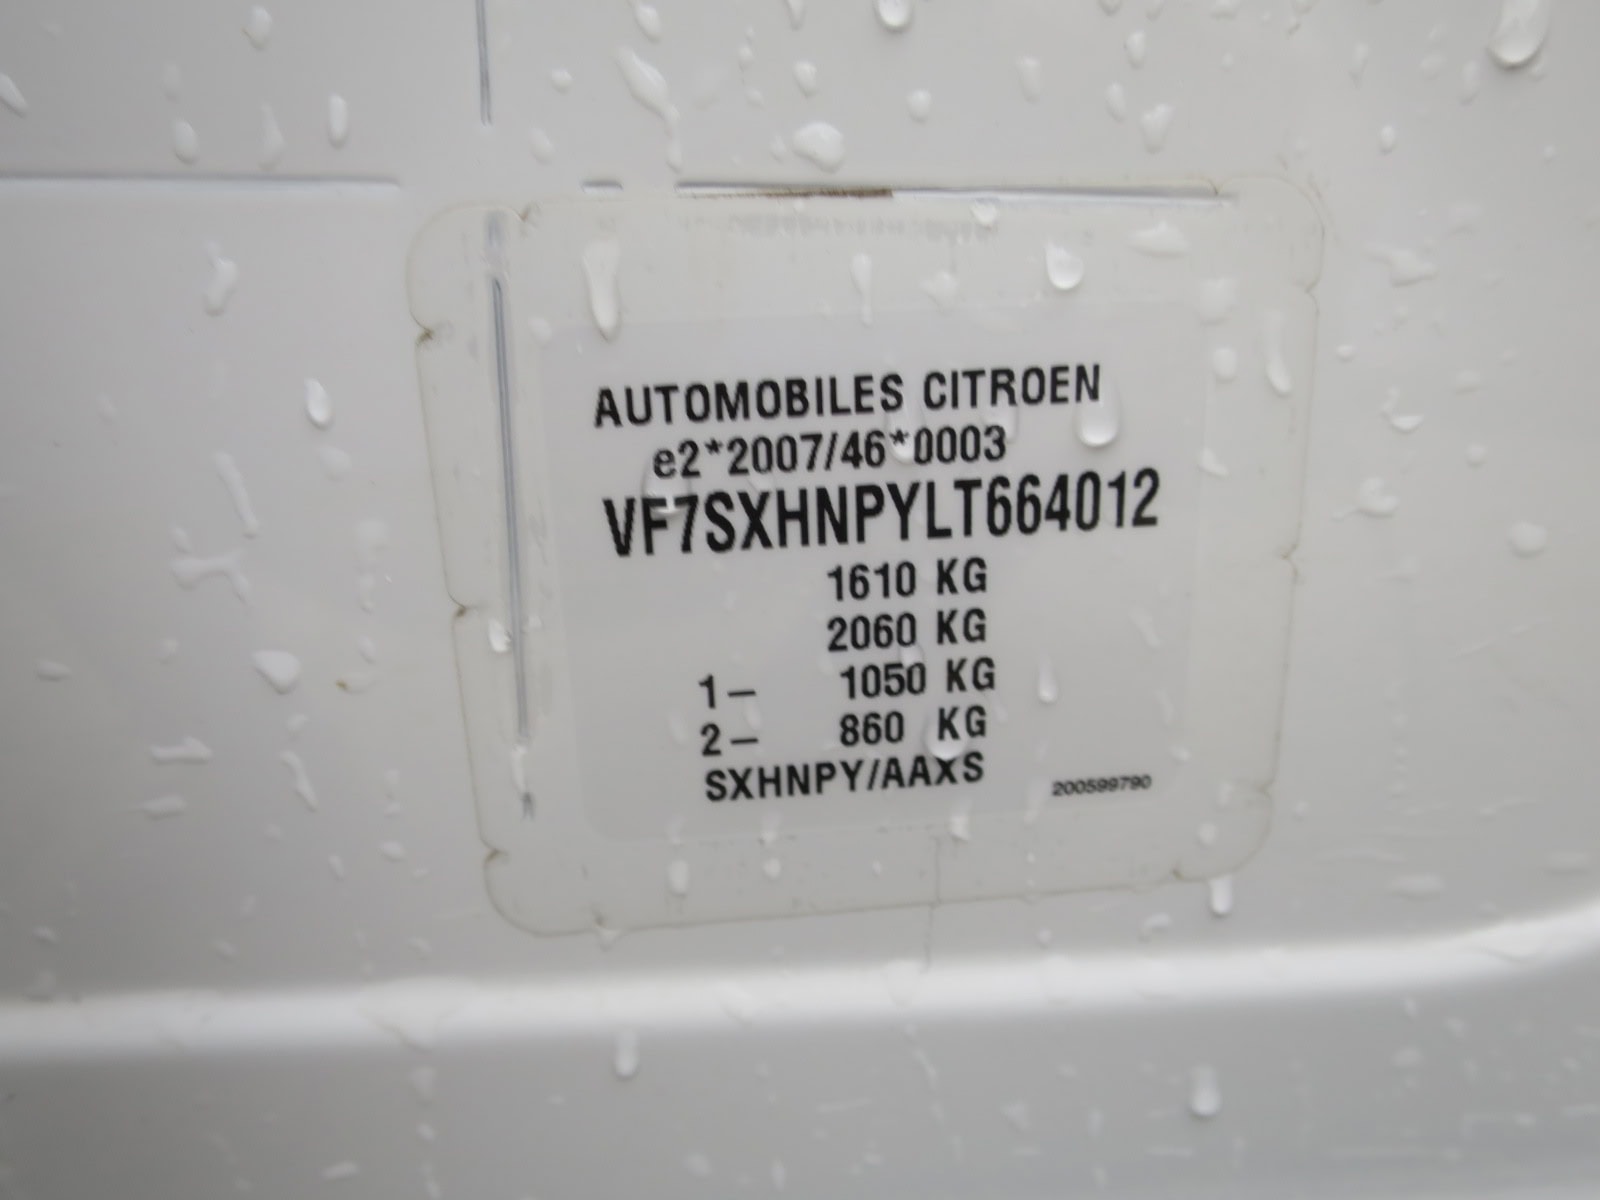 AUTOMOBILES CITROEN
e2*2007/46*0003
VF7SXHNPYLT664012
1610 KG
2060 KG
1- 1050 KG
2- 860 KG
SXHNPY/AAXS
200599790